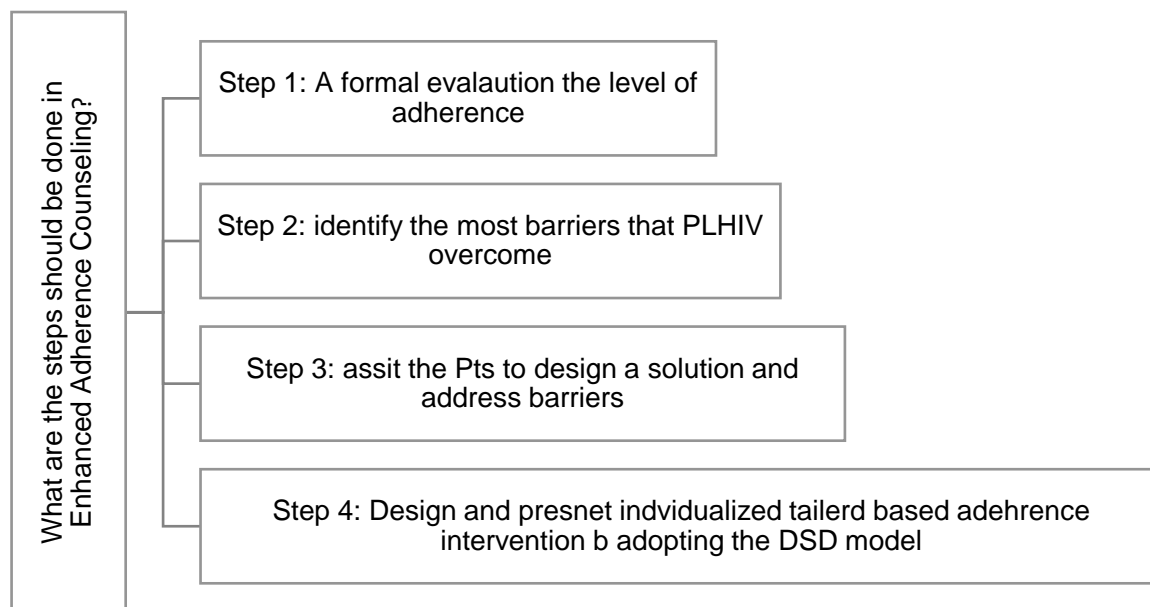 What are the steps should be done in
Enhanced Adherence Counseling?
Step 1: A formal evalaution the level of
adherence
Step 2: identify the most barriers that PLHIV
overcome
Step 3: assit the Pts to design a solution and
address barriers
Step 4: Design and presnet indvidualized tailerd based adehrence
intervention b adopting the DSD model